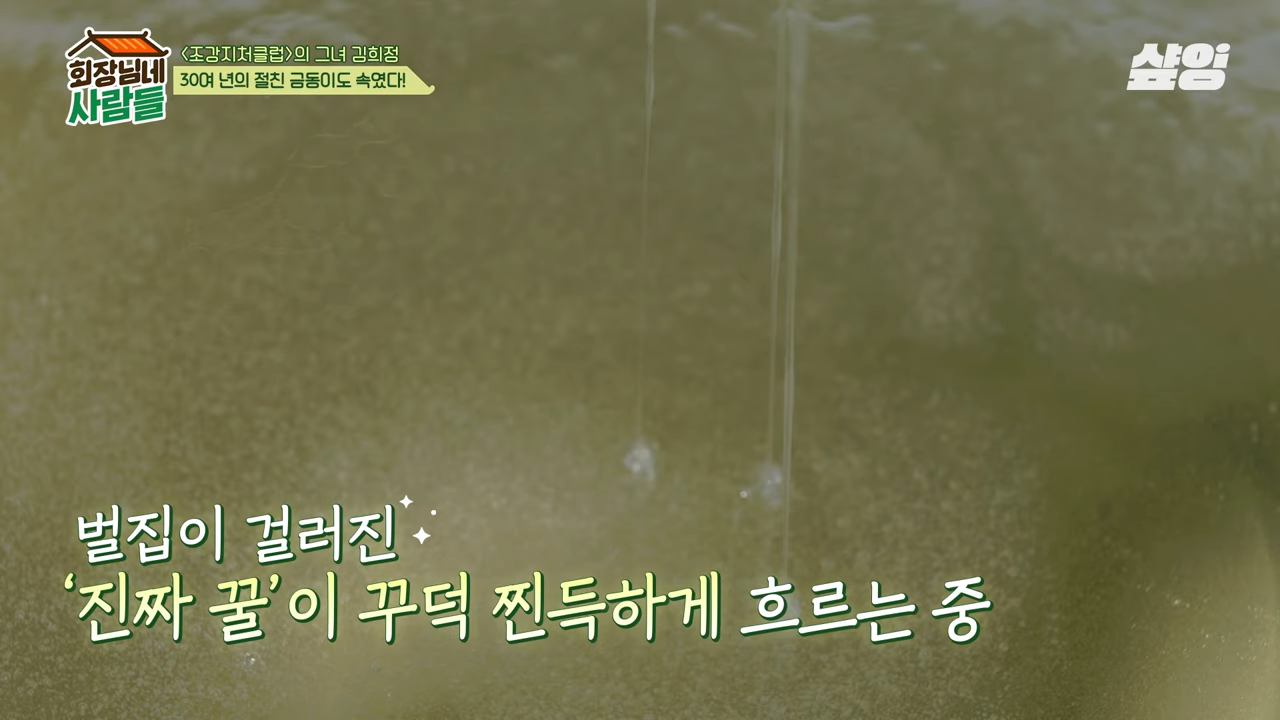 회장님네
사람들
<조강지처클럽>의 그녀 김희정
30여 년의 절친 금동이도 속였다!
샾잉
벌집이 걸러진
‘진짜 꿀’이 꾸덕 찐득하게 흐르는 중